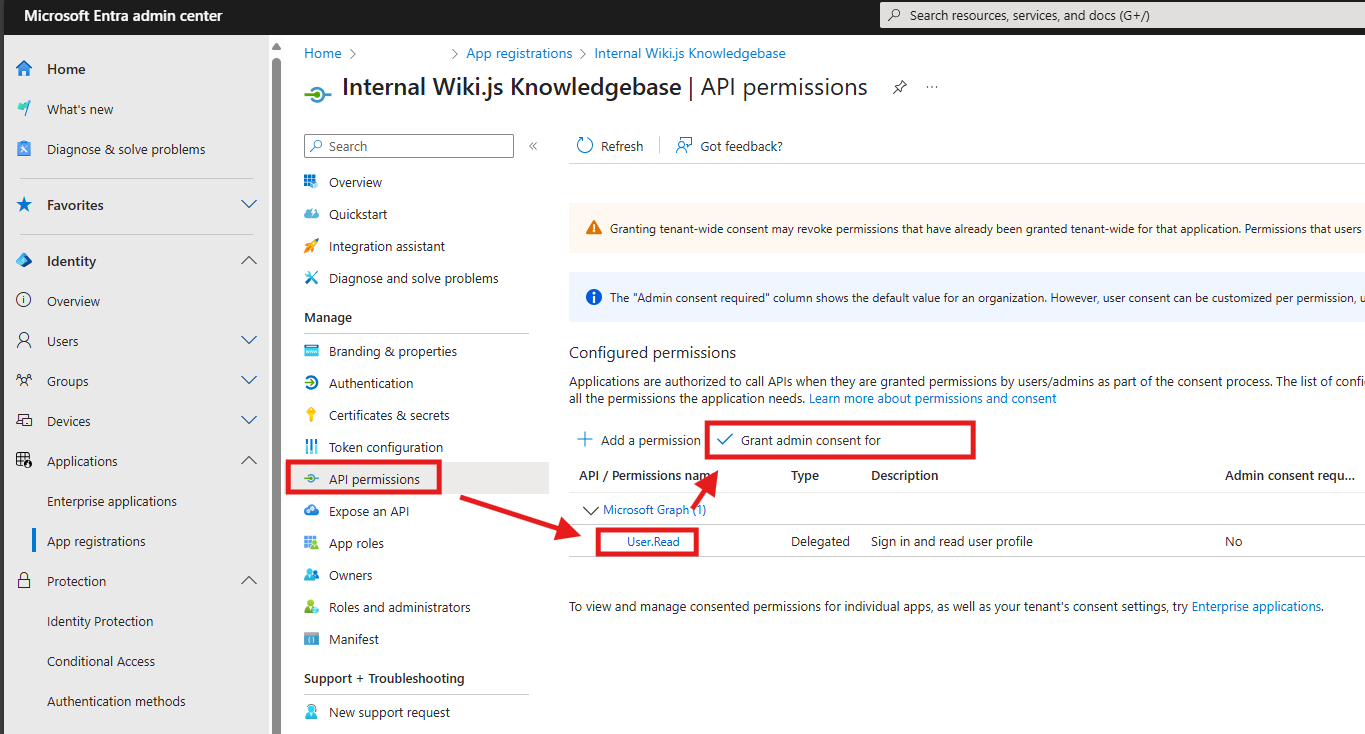 Microsoft Entra admin center
Search resources, services, and docs (G+/)
Home
What's new
Diagnose & solve problems
Favorites
Identity
Overview
Users
Groups
Devices
Applications
Enterprise applications
App registrations
Protection
Identity Protection
Conditional Access
Authentication methods
Home > > App registrations > Internal Wiki.js Knowledgebase
Internal Wiki.js Knowledgebase | API permissions
Search
Overview
Quickstart
Integration assistant
Diagnose and solve problems
Manage
Branding & properties
Authentication
Certificates & secrets
Token configuration
API permissions
Expose an API
App roles
Owners
Roles and administrators
Manifest
Support + Troubleshooting
New support request
Refresh
Got feedback?
Granting tenant-wide consent may revoke permissions that have already been granted tenant-wide for that application. Permissions that users
The "Admin consent required" column shows the default value for an organization. However, user consent can be customized per permission, u
Configured permissions
Applications are authorized to call APIs when they are granted permissions by users/admins as part of the consent process. The list of confi
all the permissions the application needs. Learn more about permissions and consent
Add a permission
Grant admin consent for
API / Permissions nam Type Description Admin consent requ...
Microsoft Graph (1)
User.Read Delegated Sign in and read user profile No
To view and manage consented permissions for individual apps, as well as your tenant's consent settings, try Enterprise applications.